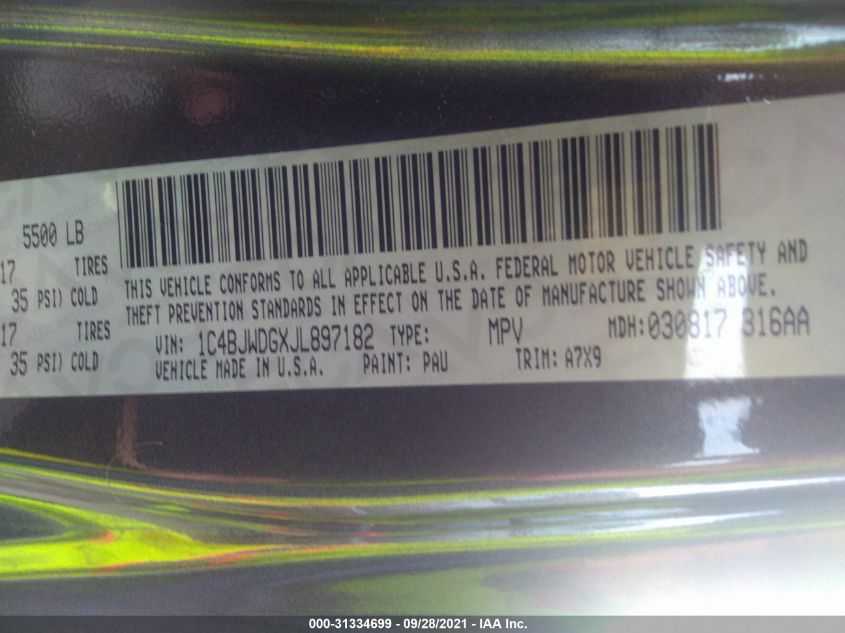 5500 LB
17 TIRES
35 PSI) COLD
17 TIRES
35 PSI) COLD
THIS VEHICLE CONFORMS TO ALL APPLICABLE U.S.A. FEDERAL MOTOR VEHICLE SAFETY AND
THEFT PREVENTION STANDARDS IN EFFECT ON THE DATE OF MANUFACTURE SHOWN ABOVE.
VIN: 1C4BJWDGXJL897182 TYPE: MPV MDH:030817 316AA
VEHICLE MADE IN U.S.A. PAINT: PAU TRIM: A7X9
000-31334699 - 09/28/2021 - IAA Inc.